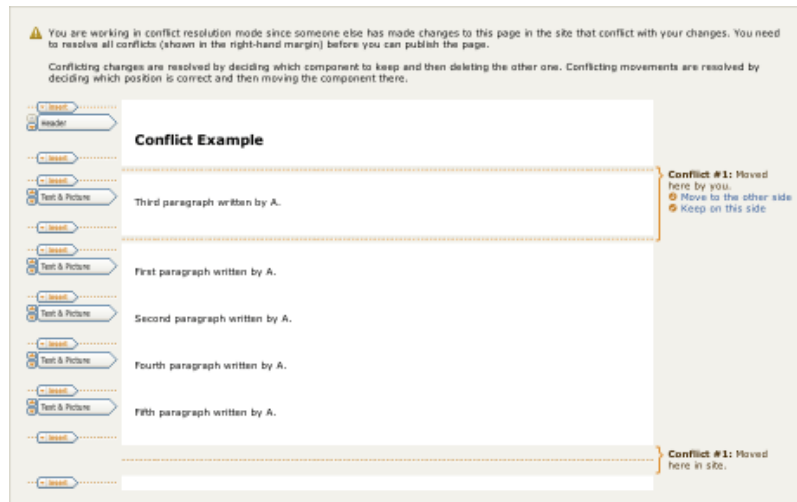 You are working in conflict resolution mode since someone else has made changes to this page in the site that conflict with your changes. You need
to resolve all conflicts (shown in the right-hand margin) before you can publish the page.
Conflicting changes are resolved by deciding which component to keep and then deleting the other one. Conflicting movements are resolved by
deciding which position is correct and then moving the component there.
Insert
Header
Conflict Example
Insert
Insert
Conflict #1: Moved
here by you.
Text & Picture
Third paragraph written by A.
Move to the other side
Keep on this side
Insert
Insert
Text & Picture
First paragraph written by A.
Insert
Text & Picture
Second paragraph written by A.
Insert
Text & Picture
Fourth paragraph written by A.
Insert
Text & Picture
Fifth paragraph written by A.
Insert
Conflict #1: Moved
here in site.
Insert